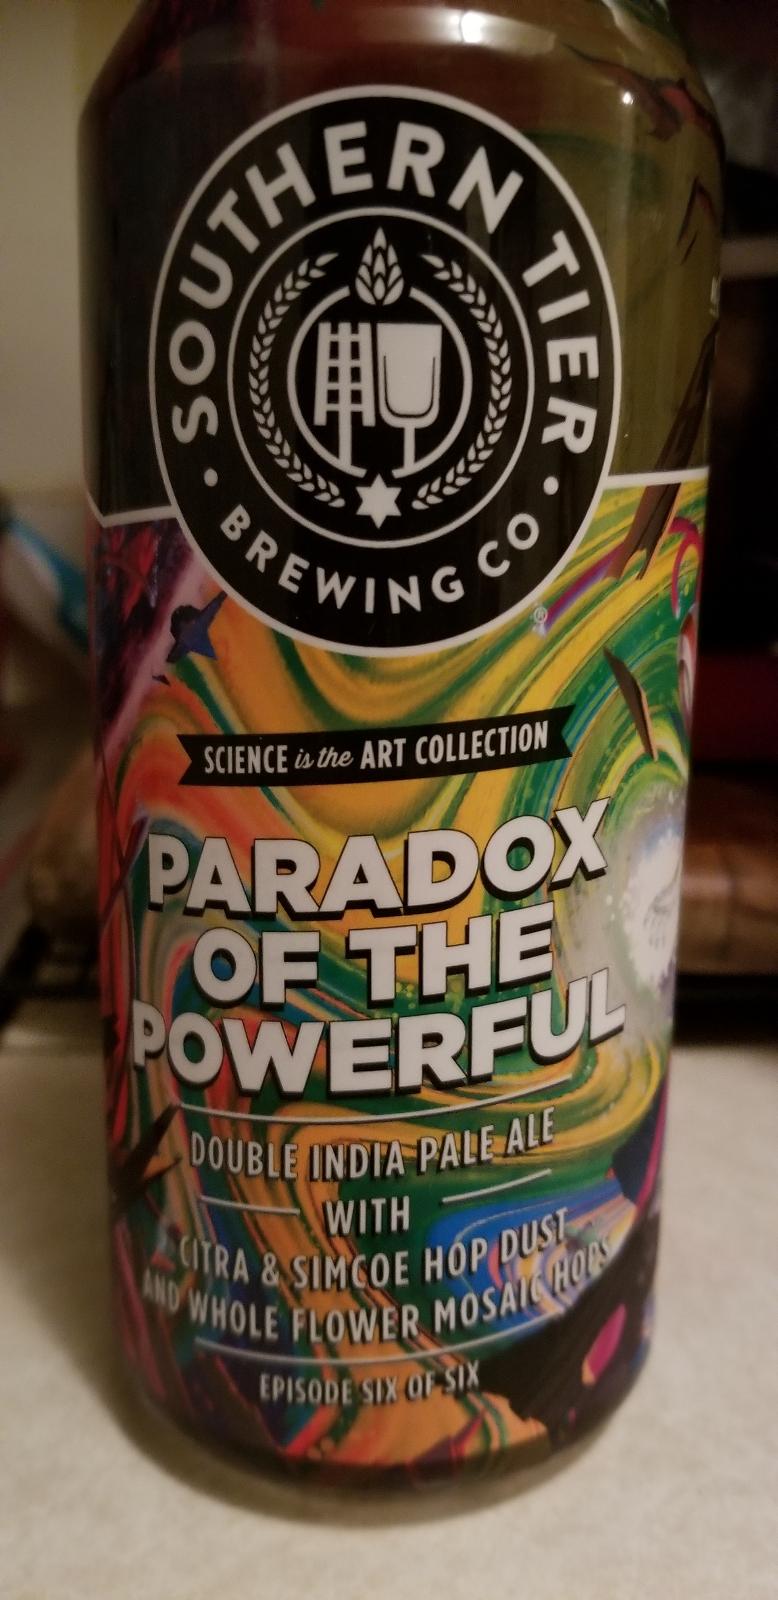 SOUTHERN TIER
BREWING CO
®
SCIENCE is the ART COLLECTION
PARADOX
OF THE
POWERFUL
DOUBLE INDIA PALE ALE
WITH
CITRA & SIMCOE HOP DUST
AND WHOLE FLOWER MOSAIC HOPS
EPISODE SIX OF SIX